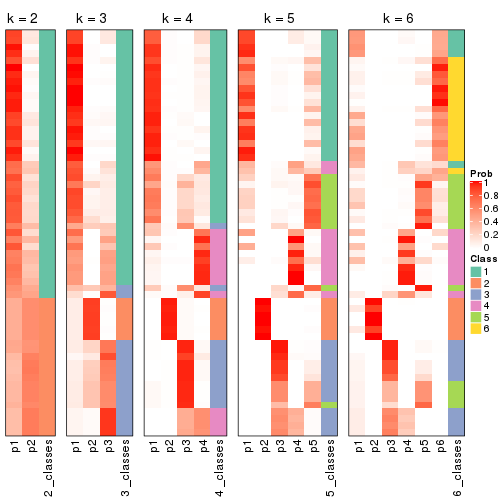 k = 2
k = 3
k = 4
k = 5
k = 6
Prob
1
0.8
0.6
0.4
0.2
0
Class
1
2
3
4
5
6
p1
p2
2_classes
p1
p2
p3
3_classes
p1
p2
p3
p4
4_classes
p1
p2
p3
p4
p5
5_classes
p1
p2
p3
p4
p5
p6
6_classes